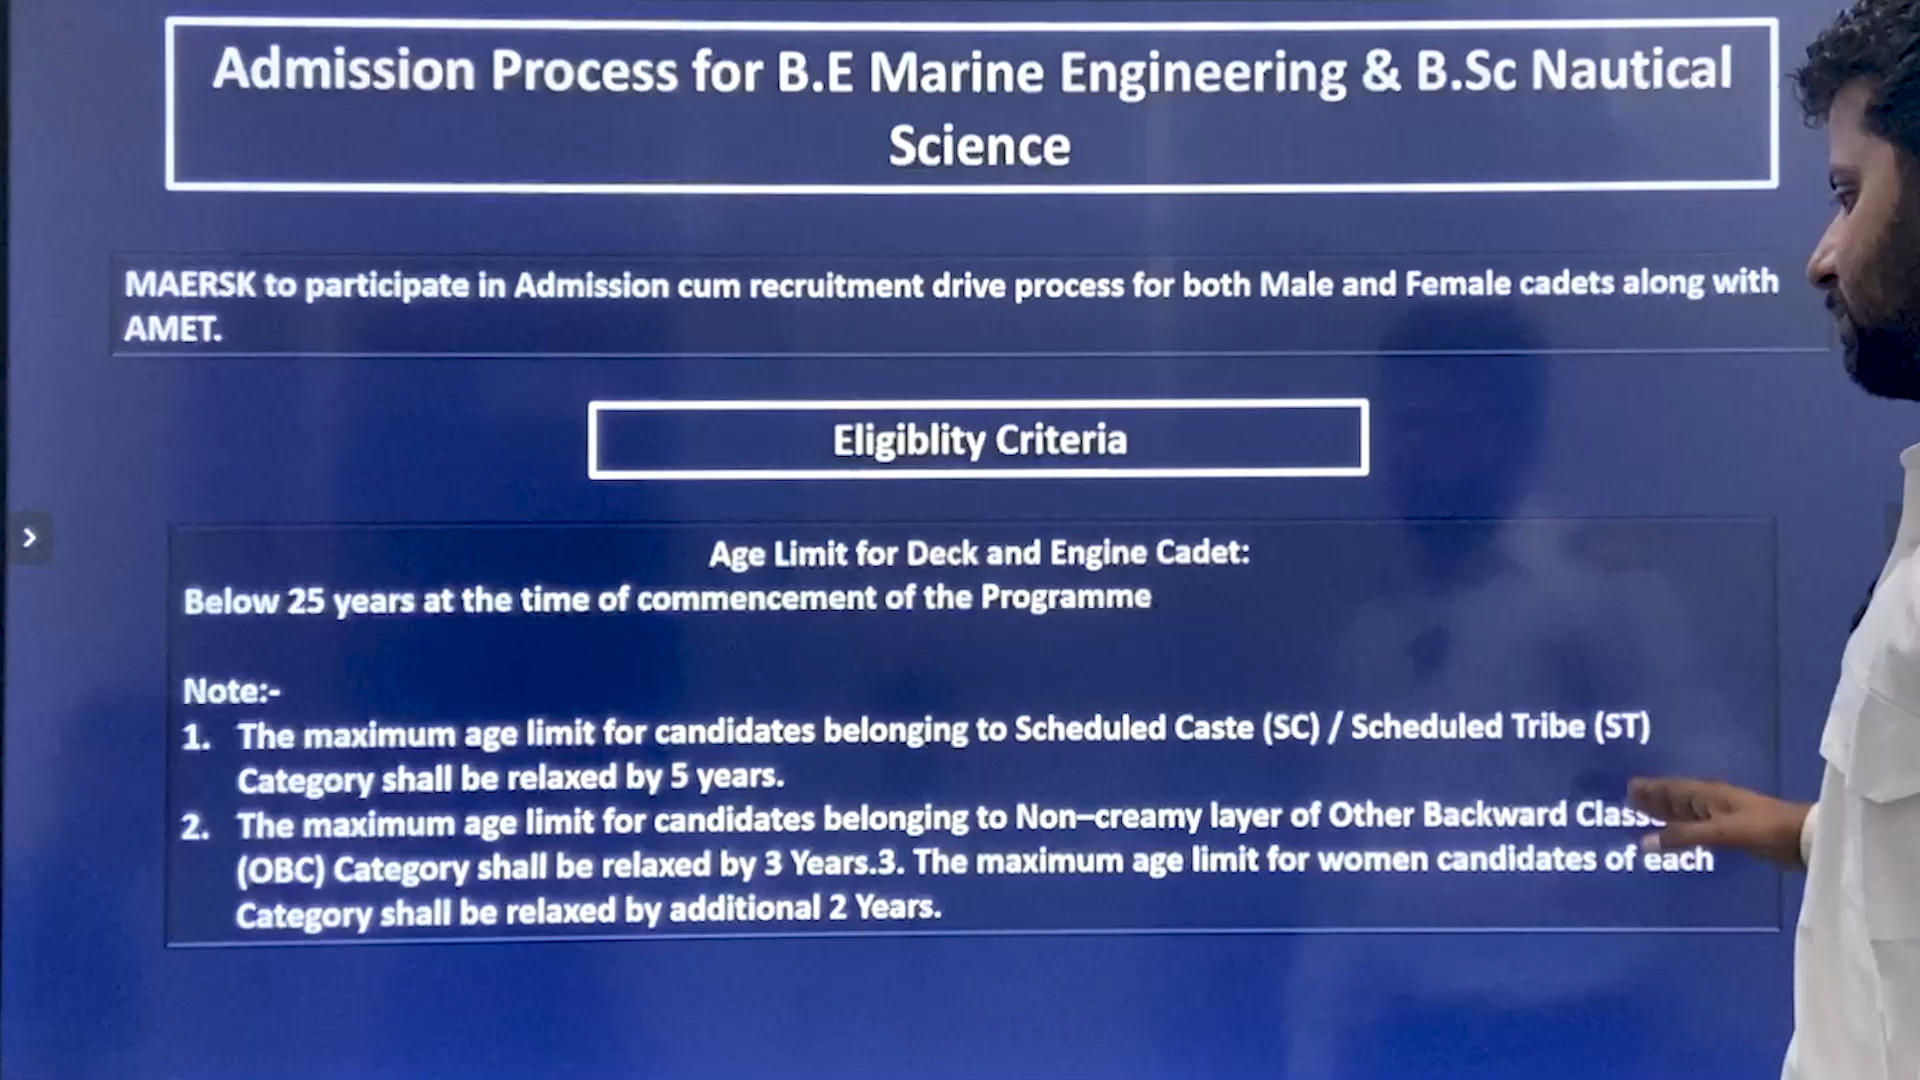 Admission Process for B.E Marine Engineering & B.Sc Nautical
Science
MAERSK to participate in Admission cum recruitment drive process for both Male and Female cadets along with
AMET.
Eligiblity Criteria
Age Limit for Deck and Engine Cadet:
Below 25 years at the time of commencement of the Programme
Note:-
1. The maximum age limit for candidates belonging to Scheduled Caste (SC) / Scheduled Tribe (ST)
Category shall be relaxed by 5 years.
2. The maximum age limit for candidates belonging to Non–creamy layer of Other Backward
(OBC) Category shall be relaxed by 3 Years.3. The maximum age limit for women candidates of each
Category shall be relaxed by additional 2 Years.